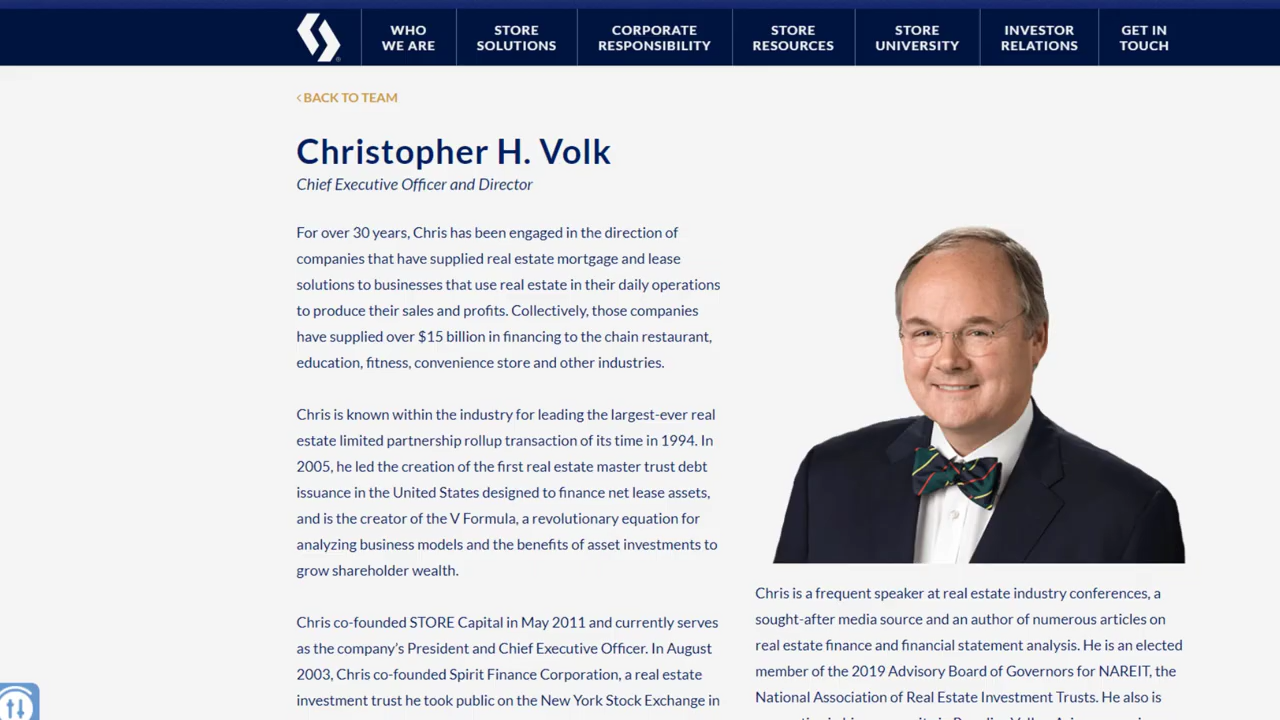 WHO
WE ARE
STORE
SOLUTIONS
CORPORATE
RESPONSIBILITY
STORE
RESOURCES
STORE
UNIVERSITY
INVESTOR
RELATIONS
GET IN
TOUCH
BACK TO TEAM
Christopher H. Volk
Chief Executive Officer and Director
For over 30 years, Chris has been engaged in the direction of
companies that have supplied real estate mortgage and lease
solutions to businesses that use real estate in their daily operations
to produce their sales and profits. Collectively, those companies
have supplied over $15 billion in financing to the chain restaurant,
education, fitness, convenience store and other industries.
Chris is known within the industry for leading the largest-ever real
estate limited partnership rollup transaction of its time in 1994. In
2005, he led the creation of the first real estate master trust debt
issuance in the United States designed to finance net lease assets,
and is the creator of the V Formula, a revolutionary equation for
analyzing business models and the benefits of asset investments to
grow shareholder wealth.
Chris co-founded STORE Capital in May 2011 and currently serves
as the company's President and Chief Executive Officer. In August
2003, Chris co-founded Spirit Finance Corporation, a real estate
investment trust he took public on the New York Stock Exchange in
Chris is a frequent speaker at real estate industry conferences, a
sought-after media source and an author of numerous articles on
real estate finance and financial statement analysis. He is an elected
member of the 2019 Advisory Board of Governors for NAREIT, the
National Association of Real Estate Investment Trusts. He also is